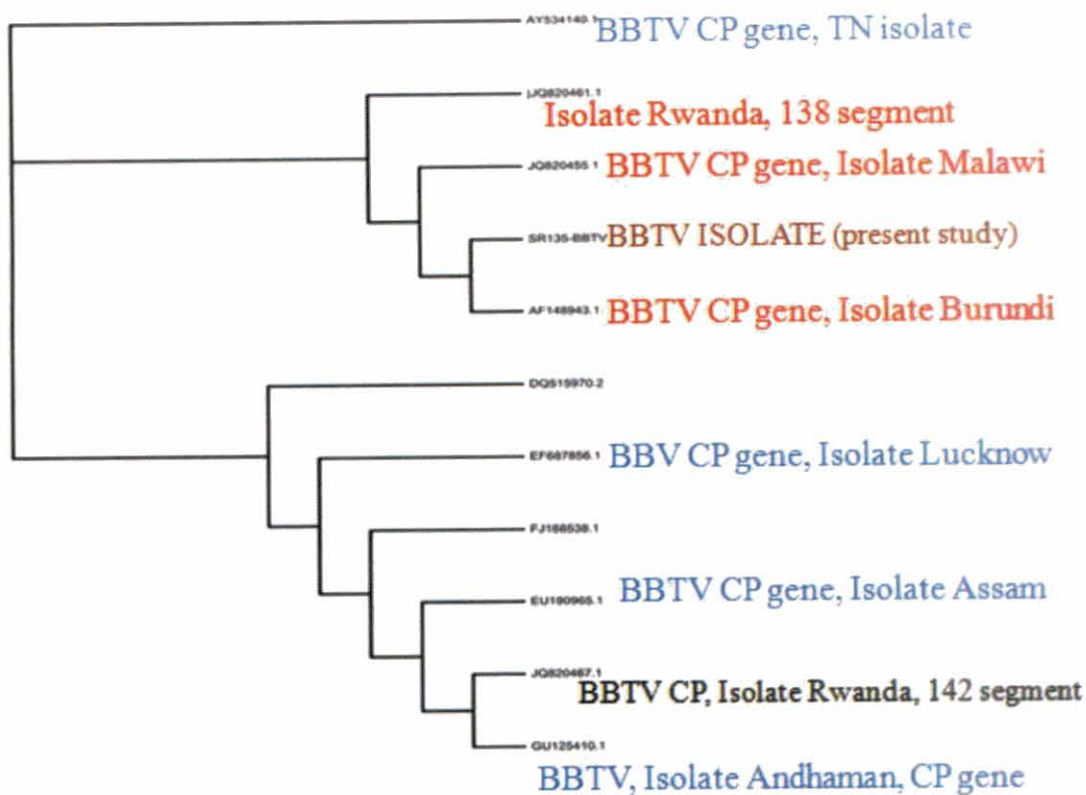 AY534140.1 BBTV CP gene, TN isolate
JQ820461.1
Isolate Rwanda, 138 segment
JQ820455.1 BBTV CP gene, Isolate Malawi
SR135-BBTV BBTV ISOLATE (present study)
AF148943.1 BBTV CP gene, Isolate Burundi
DQ515970.2
EF687856.1 BBV CP gene, Isolate Lucknow
FJ168538.1
EU190965.1 BBTV CP gene, Isolate Assam
JQ820467.1
BBTV CP, Isolate Rwanda, 142 segment
GU125410.1
BBTV, Isolate Andhaman, CP gene